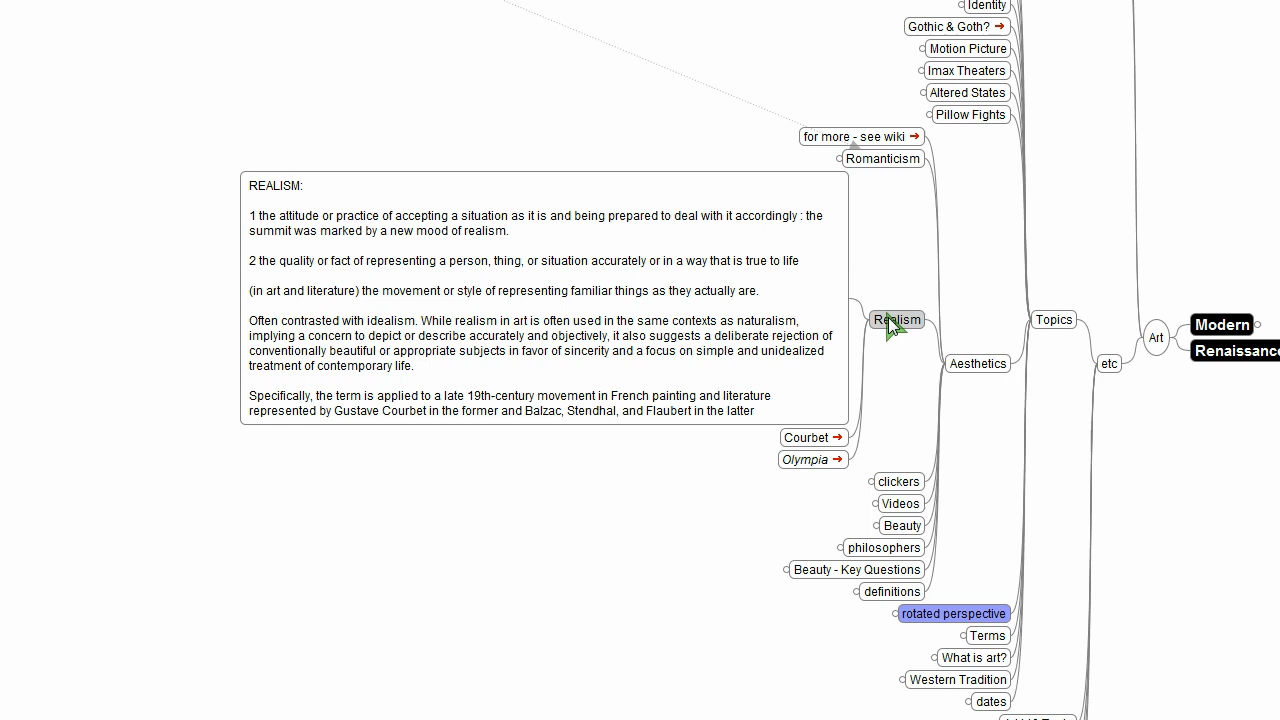 Identity
Gothic & Goth?
Motion Picture
Imax Theaters
Altered States
Pillow Fights
for more - see wiki
Romanticism
REALISM:
1 the attitude or practice of accepting a situation as it is and being prepared to deal with it accordingly : the
summit was marked by a new mood of realism.
2 the quality or fact of representing a person, thing, or situation accurately or in a way that is true to life
(in art and literature) the movement or style of representing familiar things as they actually are.
Often contrasted with idealism. While realism in art is often used in the same contexts as naturalism,
implying a concern to depict or describe accurately and objectively, it also suggests a deliberate rejection of
conventionally beautiful or appropriate subjects in favor of sincerity and a focus on simple and unidealized
treatment of contemporary life.
Specifically, the term is applied to a late 19th-century movement in French painting and literature
represented by Gustave Courbet in the former and Balzac, Stendhal, and Flaubert in the latter
Realism
Courbet
Olympia
clickers
Videos
Beauty
philosophers
Beauty - Key Questions
definitions
Aesthetics
rotated perspective
Terms
What is art?
Western Tradition
dates
Topics
etc
Art
Modern
Renaissance